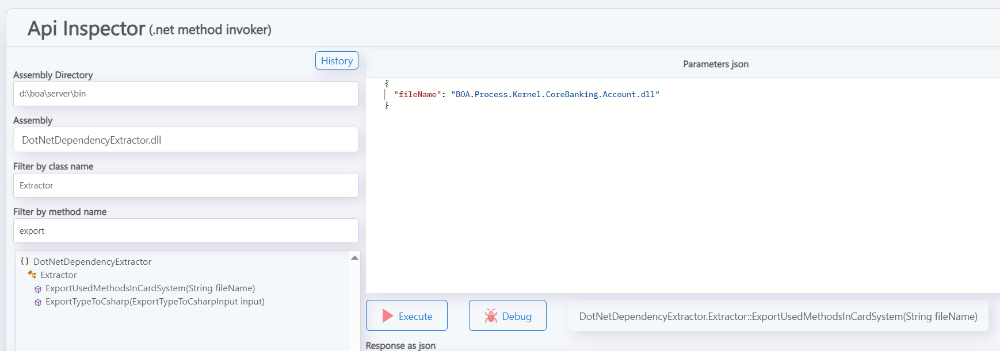 Api Inspector (.net method invoker)
History
Assembly Directory
d:\boa\server\bin
Assembly
DotNetDependencyExtractor.dll
Filter by class name
Extractor
Filter by method name
export
{ } DotNetDependencyExtractor
Extractor
ExportUsedMethodsInCardSystem(String fileName)
ExportTypeToCsharp(ExportTypeToCsharpInput input)
Parameters json
{
"fileName": "BOA.Process.Kernel.CoreBanking.Account.dll"
}
Execute
Debug
DotNetDependencyExtractor.Extractor::ExportUsedMethodsInCardSystem(String fileName)
Response as json